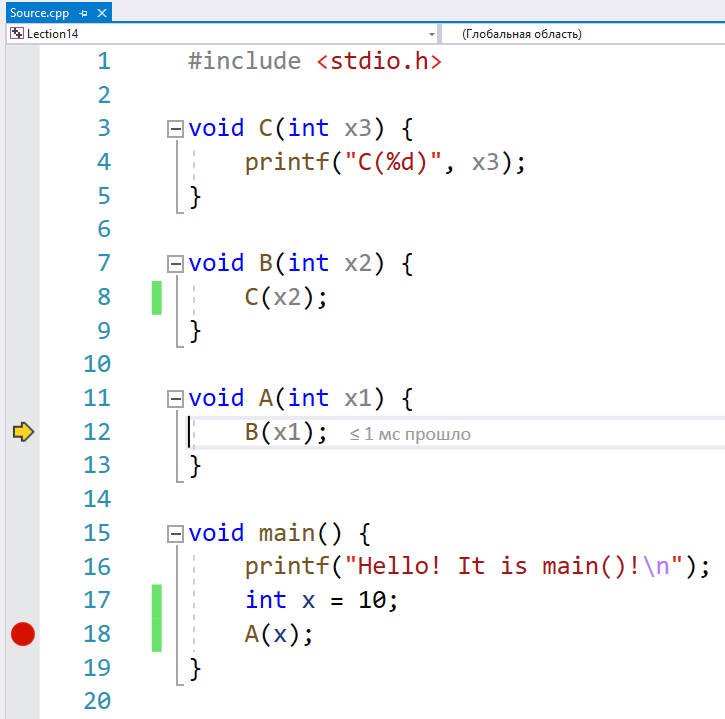 Source.cpp
Lection14 (Глобальная область)
1 #include <stdio.h>
2
3 void C(int x3) {
4 printf("C(%d)", x3);
5 }
6
7 void B(int x2) {
8 C(x2);
9 }
10
11 void A(int x1) {
12 B(x1); ≤ 1 мс прошло
13 }
14
15 void main() {
16 printf("Hello! It is main()!\n");
17 int x = 10;
18 A(x);
19 }
20